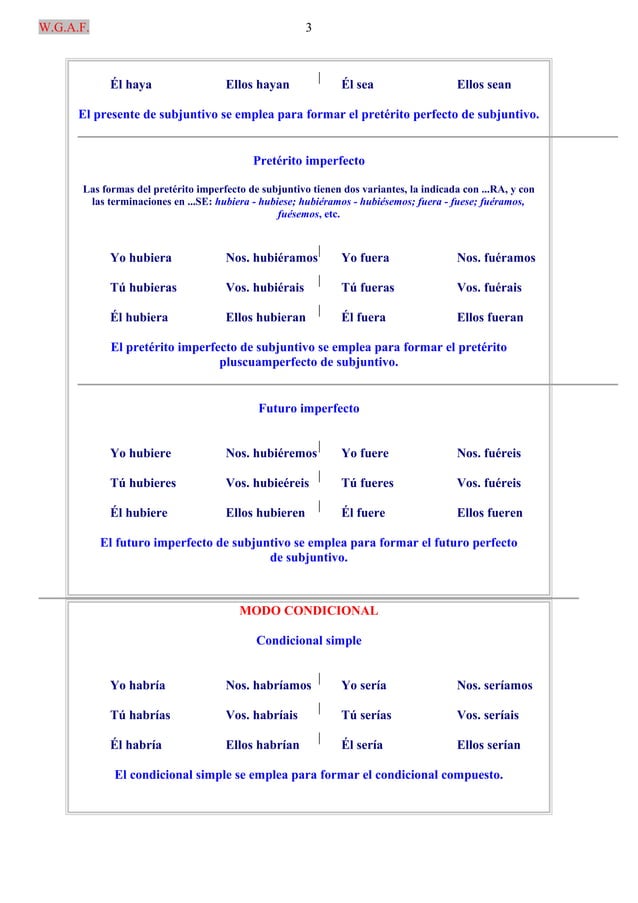 W.G.A.F. 3
Él haya Ellos hayan Él sea Ellos sean
El presente de subjuntivo se emplea para formar el pretérito perfecto de subjuntivo.
Pretérito imperfecto
Las formas del pretérito imperfecto de subjuntivo tienen dos variantes, la indicada con ...RA, y con
las terminaciones en ...SE: hubiera - hubiese; hubiéramos - hubiésemos; fuera - fuese; fuéramos,
fuésemos, etc.
Yo hubiera Nos. hubiéramos Yo fuera Nos. fuéramos
Tú hubieras Vos. hubiérais Tú fueras Vos. fuérais
Él hubiera Ellos hubieran Él fuera Ellos fueran
El pretérito imperfecto de subjuntivo se emplea para formar el pretérito
pluscuamperfecto de subjuntivo.
Futuro imperfecto
Yo hubiere Nos. hubiéremos Yo fuere Nos. fuéreis
Tú hubieres Vos. hubieéreis Tú fueres Vos. fuéreis
Él hubiere Ellos hubieren Él fuere Ellos fueren
El futuro imperfecto de subjuntivo se emplea para formar el futuro perfecto
de subjuntivo.
MODO CONDICIONAL
Condicional simple
Yo habría Nos. habríamos Yo sería Nos. seríamos
Tú habrías Vos. habríais Tú serías Vos. seríais
Él habría Ellos habrían Él sería Ellos serían
El condicional simple se emplea para formar el condicional compuesto.